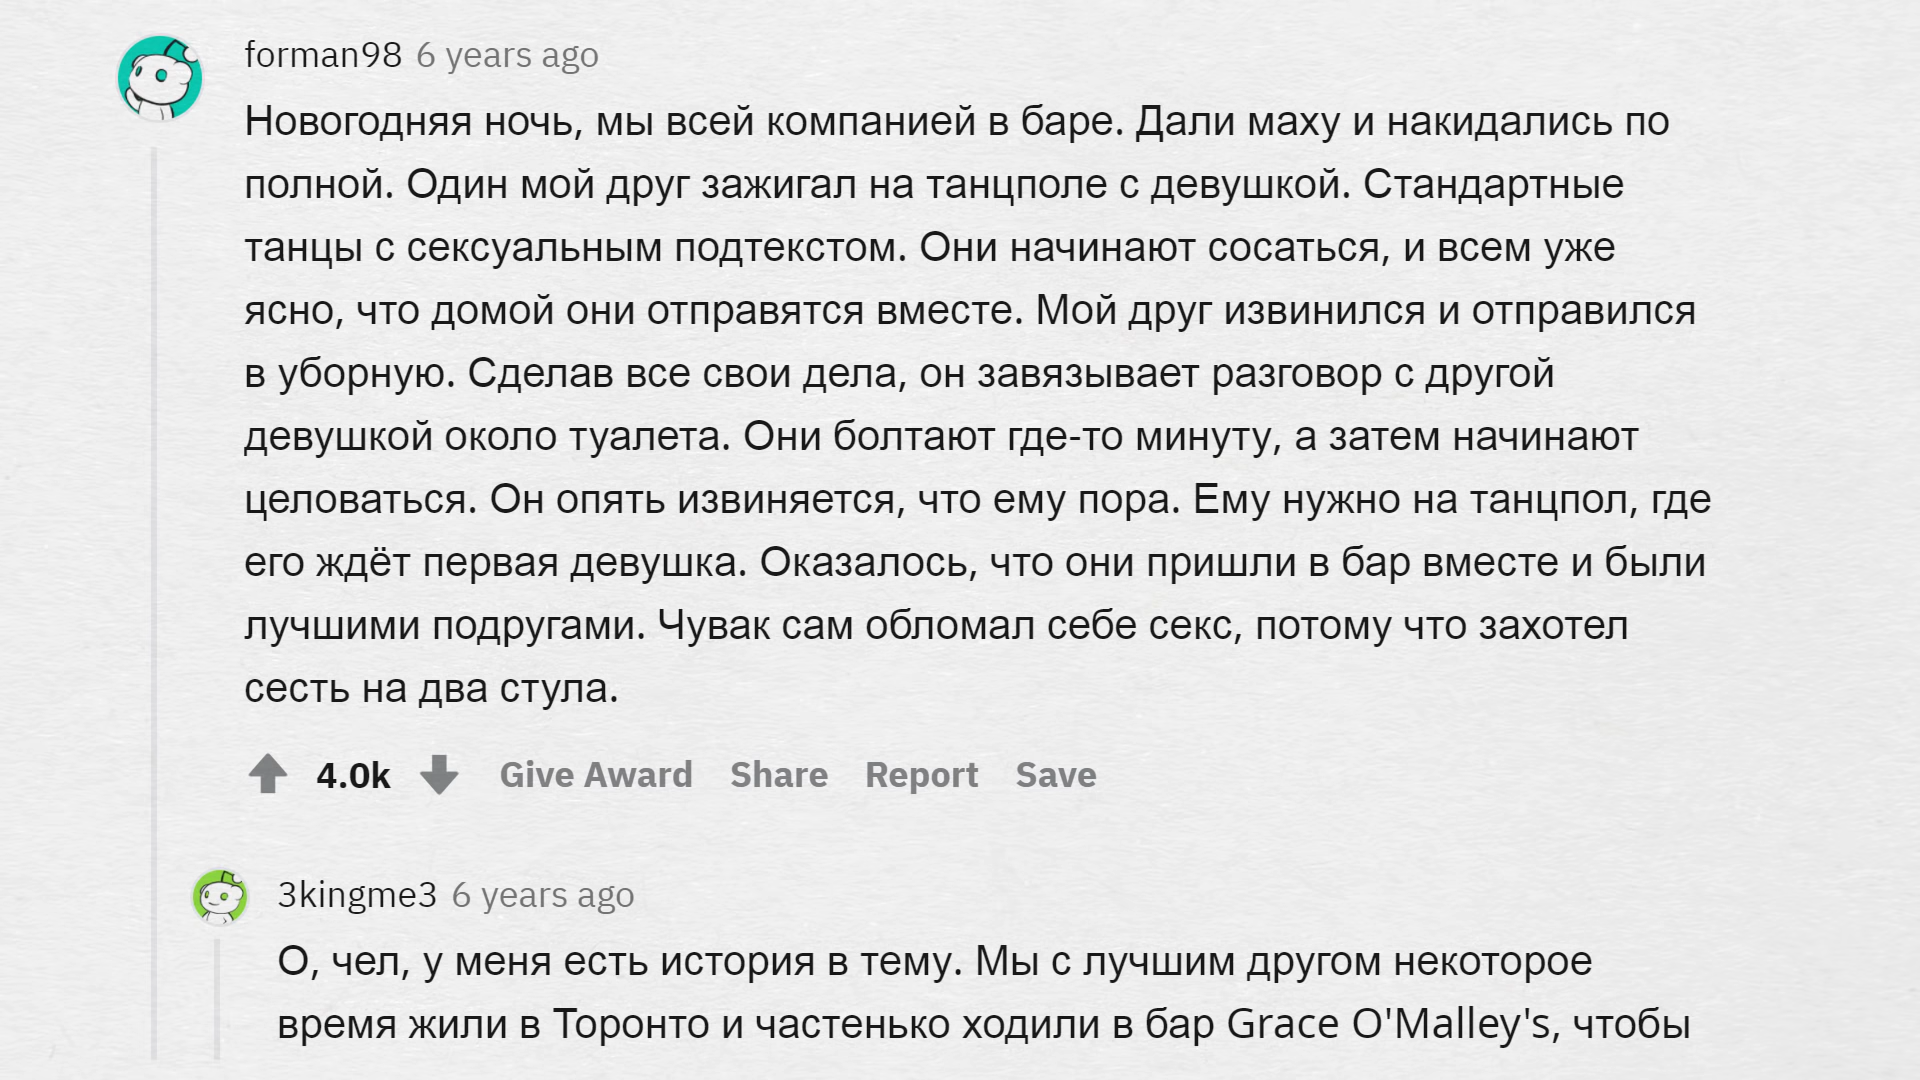 forman98 6 years ago
Новогодняя ночь, мы всей компанией в баре. Дали маху и накидались по
полной. Один мой друг зажигал на танцполе с девушкой. Стандартные
танцы с сексуальным подтекстом. Они начинают сосаться, и всем уже
ясно, что домой они отправятся вместе. Мой друг извинился и отправился
в уборную. Сделав все свои дела, он завязывает разговор с другой
девушкой около туалета. Они болтают где-то минуту, а затем начинают
целоваться. Он опять извиняется, что ему пора. Ему нужно на танцпол, где
его ждёт первая девушка. Оказалось, что они пришли в бар вместе и были
лучшими подругами. Чувак сам обломал себе секс, потому что захотел
сесть на два стула.
4.0k Give Award Share Report Save
3kingme3 6 years ago
О, чел, у меня есть история в тему. Мы с лучшим другом некоторое
время жили в Торонто и частенько ходили в бар Grace O'Malley's, чтобы